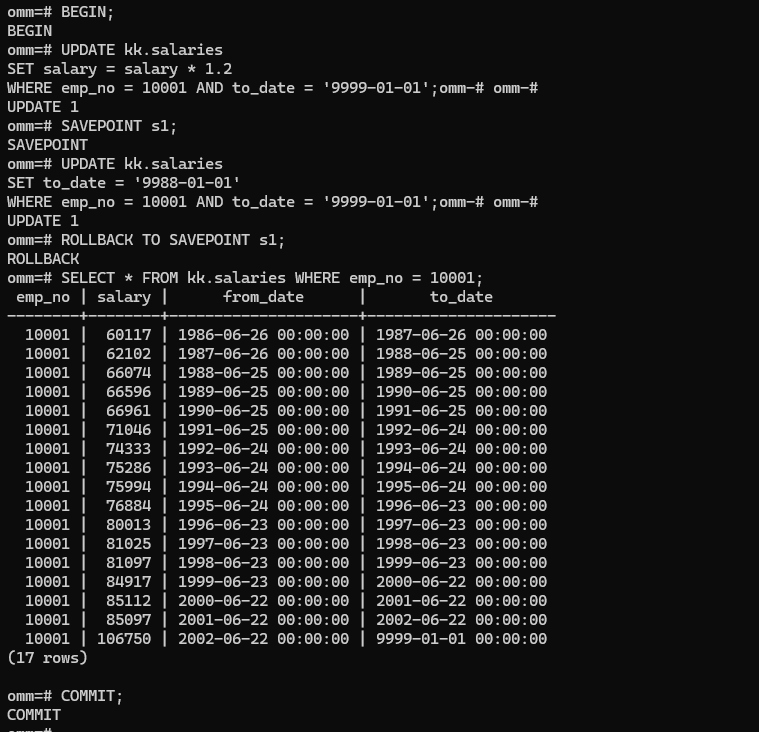 omm=# BEGIN;
BEGIN
omm=# UPDATE kk.salaries
SET salary = salary * 1.2
WHERE emp_no = 10001 AND to_date = '9999-01-01';omm-# omm-#
UPDATE 1
omm=# SAVEPOINT s1;
SAVEPOINT
omm=# UPDATE kk.salaries
SET to_date = '9988-01-01'
WHERE emp_no = 10001 AND to_date = '9999-01-01';omm-# omm-#
UPDATE 1
omm=# ROLLBACK TO SAVEPOINT s1;
ROLLBACK
omm=# SELECT * FROM kk.salaries WHERE emp_no = 10001;
 emp_no | salary |      from_date      |       to_date
--------+--------+---------------------+---------------------
  10001 |  60117 | 1986-06-26 00:00:00 | 1987-06-26 00:00:00
  10001 |  62102 | 1987-06-26 00:00:00 | 1988-06-25 00:00:00
  10001 |  66074 | 1988-06-25 00:00:00 | 1989-06-25 00:00:00
  10001 |  66596 | 1989-06-25 00:00:00 | 1990-06-25 00:00:00
  10001 |  66961 | 1990-06-25 00:00:00 | 1991-06-25 00:00:00
  10001 |  71046 | 1991-06-25 00:00:00 | 1992-06-24 00:00:00
  10001 |  74333 | 1992-06-24 00:00:00 | 1993-06-24 00:00:00
  10001 |  75286 | 1993-06-24 00:00:00 | 1994-06-24 00:00:00
  10001 |  75994 | 1994-06-24 00:00:00 | 1995-06-24 00:00:00
  10001 |  76884 | 1995-06-24 00:00:00 | 1996-06-23 00:00:00
  10001 |  80013 | 1996-06-23 00:00:00 | 1997-06-23 00:00:00
  10001 |  81025 | 1997-06-23 00:00:00 | 1998-06-23 00:00:00
  10001 |  81097 | 1998-06-23 00:00:00 | 1999-06-23 00:00:00
  10001 |  84917 | 1999-06-23 00:00:00 | 2000-06-22 00:00:00
  10001 |  85112 | 2000-06-22 00:00:00 | 2001-06-22 00:00:00
  10001 |  85097 | 2001-06-22 00:00:00 | 2002-06-22 00:00:00
  10001 | 106750 | 2002-06-22 00:00:00 | 9999-01-01 00:00:00
(17 rows)

omm=# COMMIT;
COMMIT